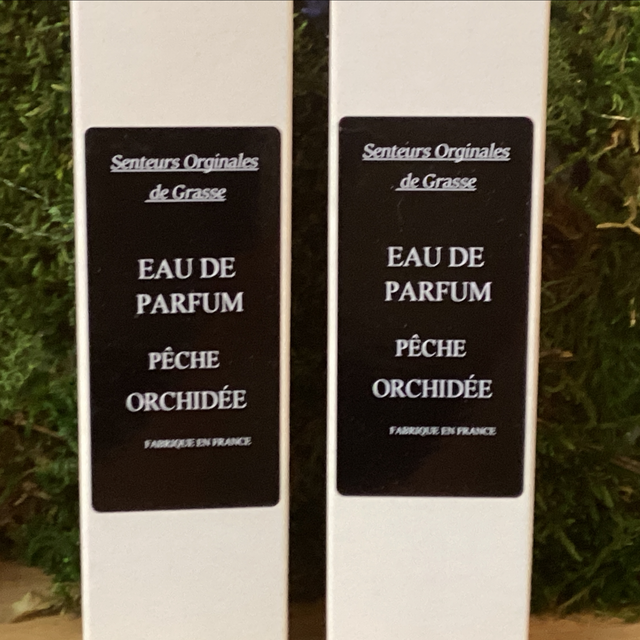 Senteurs Orginales
de Grasse
EAU DE
PARFUM
PÊCHE
ORCHIDÉE
FABRIQUE EN FRANCE
Senteurs Orginales
de Grasse
EAU DE
PARFUM
PÊCHE
ORCHIDÉE
FABRIQUE EN FRANCE